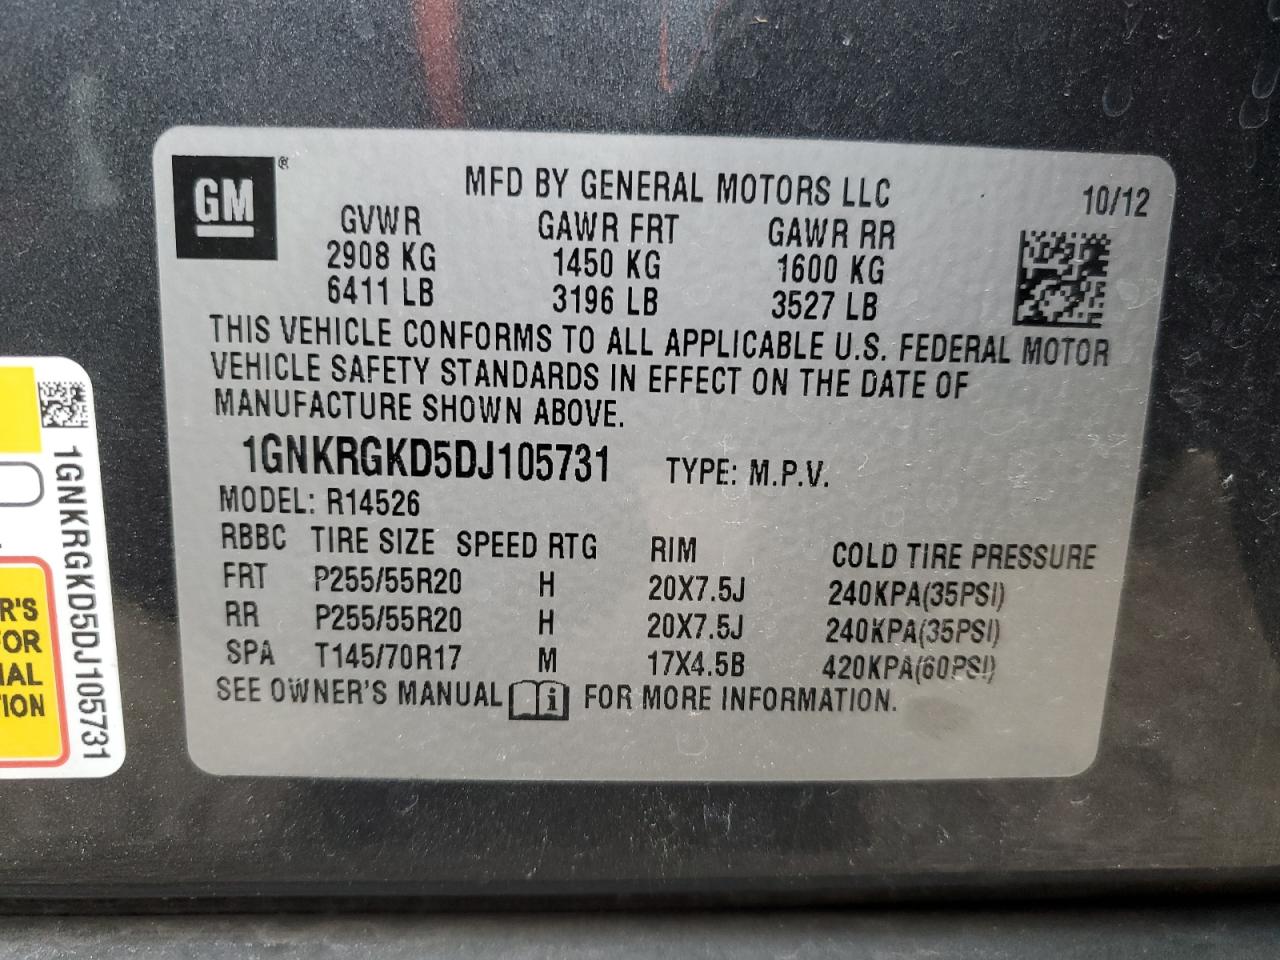 GM ®
MFD BY GENERAL MOTORS LLC 10/12
GVWR GAWR FRT GAWR RR
2908 KG 1450 KG 1600 KG
6411 LB 3196 LB 3527 LB
THIS VEHICLE CONFORMS TO ALL APPLICABLE U.S. FEDERAL MOTOR
VEHICLE SAFETY STANDARDS IN EFFECT ON THE DATE OF
MANUFACTURE SHOWN ABOVE.
1GNKRGKD5DJ105731 TYPE: M.P.V.
MODEL: R14526
RBBC TIRE SIZE SPEED RTG RIM COLD TIRE PRESSURE
FRT P255/55R20 H 20X7.5J 240KPA(35PSI)
RR P255/55R20 H 20X7.5J 240KPA(35PSI)
SPA T145/70R17 M 17X4.5B 420KPA(60PSI)
SEE OWNER'S MANUAL i FOR MORE INFORMATION.
1GNKRGKD5DJ105731
R'S
FOR
IAL
ION